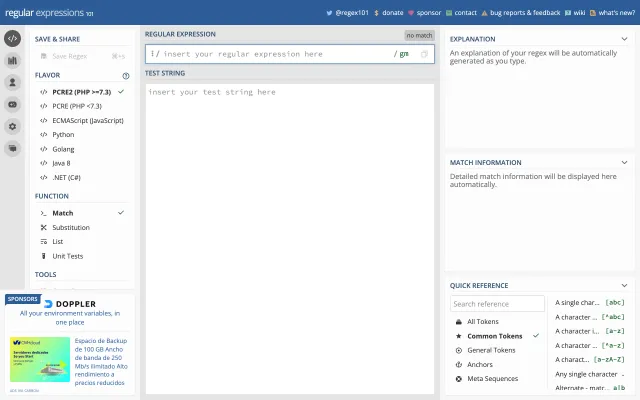 regular expressions 101
@regex101 $ donate sponsor contact bug reports & feedback wiki what's new?
SAVE & SHARE
Save Regex ⌘+s
FLAVOR
</> PCRE2 (PHP >=7.3)
</> PCRE (PHP <7.3)
</> ECMAScript (JavaScript)
</> Python
</> Golang
</> Java 8
</> .NET (C#)
FUNCTION
>_ Match
Substitution
List
Unit Tests
TOOLS
SPONSORS
DOPPLER
All your environment variables, in
one place
Espacio de Backup
de 100 GB Ancho
de banda de 250
Mb/s ilimitado Alto
rendimiento a
precios reducidos
REGULAR EXPRESSION
no match
/ insert your regular expression here / gm
TEST STRING
insert your test string here
EXPLANATION
An explanation of your regex will be automatically
generated as you type.
MATCH INFORMATION
Detailed match information will be displayed here
automatically.
QUICK REFERENCE
Search reference
All Tokens
Common Tokens
General Tokens
Anchors
Meta Sequences
A single char... [abc]
A character ... [^abc]
A character i... [a-z]
A character ... [^a-z]
A charact... [a-zA-Z]
Any single character .
Alternate - matc... a|b